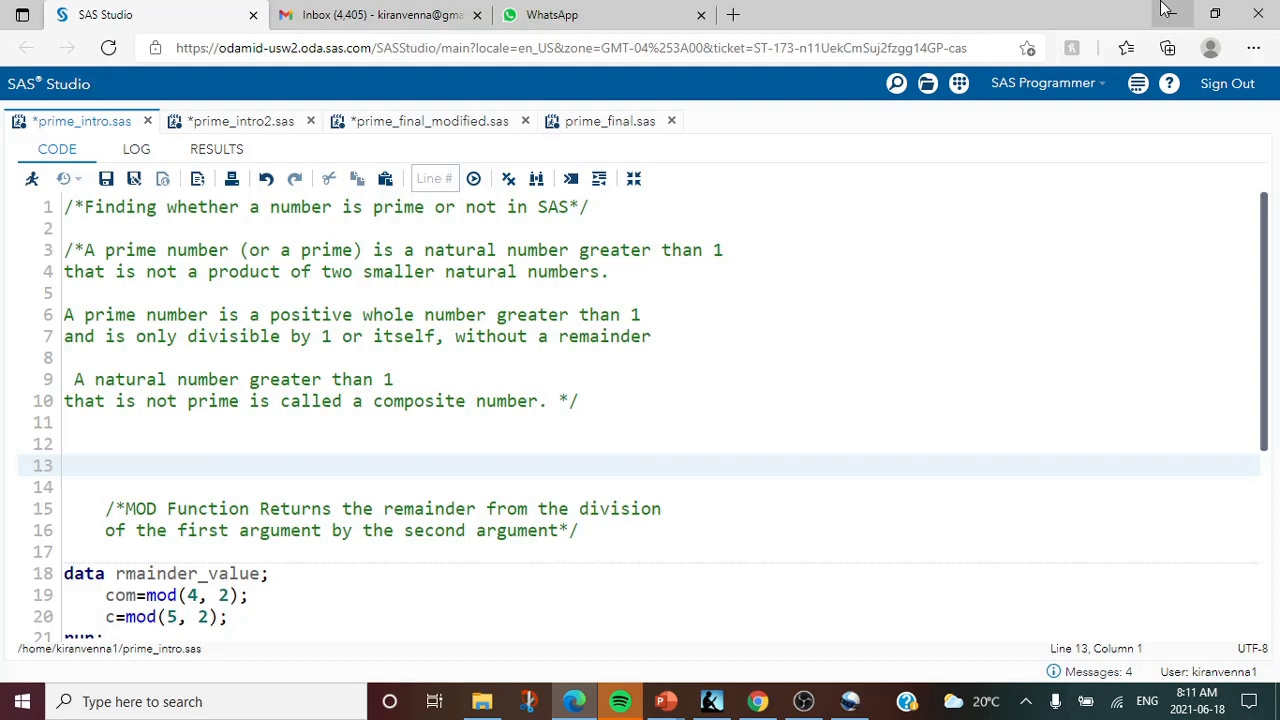 SAS Studio
Inbox (4,405) - kiranvenna@gma
WhatsApp
https://odamid-usw2.oda.sas.com/SASStudio/main?locale=en_US&zone=GMT-04%253A00&ticket=ST-173-n11UekCmSuj2fzgg14GP-cas
SAS® Studio
SAS Programmer
Sign Out
*prime_intro.sas
*prime_intro2.sas
*prime_final_modified.sas
prime_final.sas
CODE
LOG
RESULTS
Line #
1 /*Finding whether a number is prime or not in SAS*/
2
3 /*A prime number (or a prime) is a natural number greater than 1
4 that is not a product of two smaller natural numbers.
5
6 A prime number is a positive whole number greater than 1
7 and is only divisible by 1 or itself, without a remainder
8
9 A natural number greater than 1
10 that is not prime is called a composite number. */
11
12
13
14
15 /*MOD Function Returns the remainder from the division
16 of the first argument by the second argument*/
17
18 data rmainder_value;
19 com=mod(4, 2);
20 c=mod(5, 2);
21 run;
/home/kiranvenna1/prime_intro.sas
Line 13, Column 1
UTF-8
Messages: 4
User: kiranvenna1
Type here to search
20°C
ENG
8:11 AM
2021-06-18